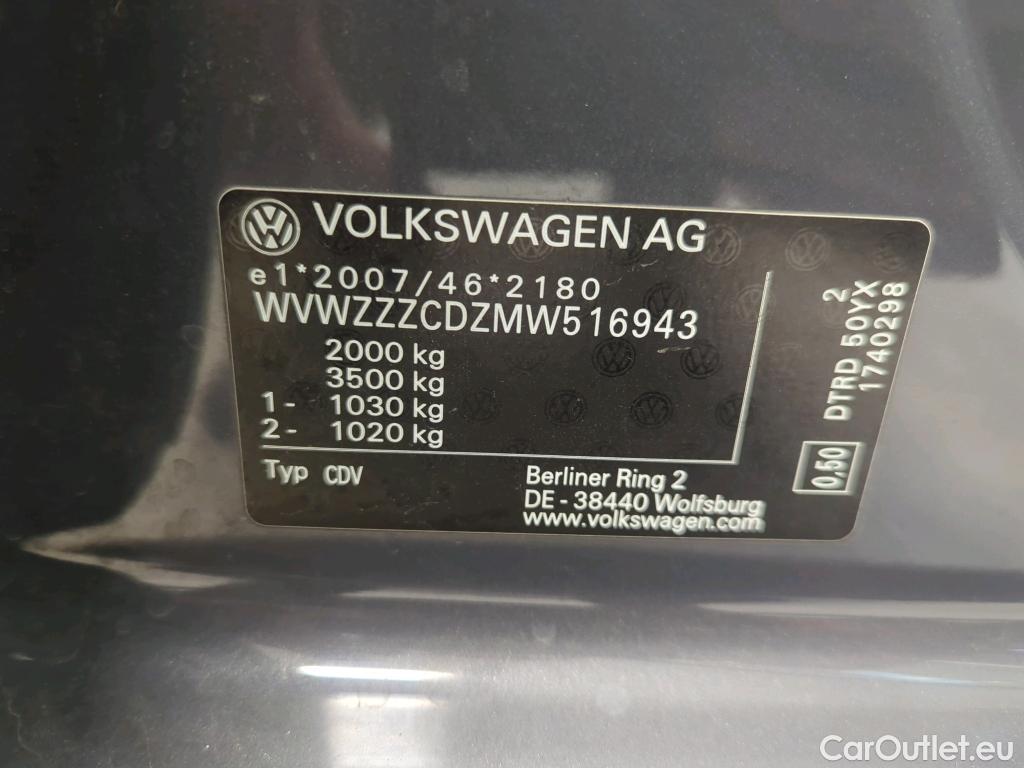 VOLKSWAGEN AG
e1*2007/46*2180
WVWZZZCDZMW516943
2000 kg
3500 kg
1- 1030 kg
2- 1020 kg
Typ CDV
Berliner Ring 2
DE - 38440 Wolfsburg
www.volkswagen.com
2
DTRD 50YX
1740298
0,50
CarOutlet.eu